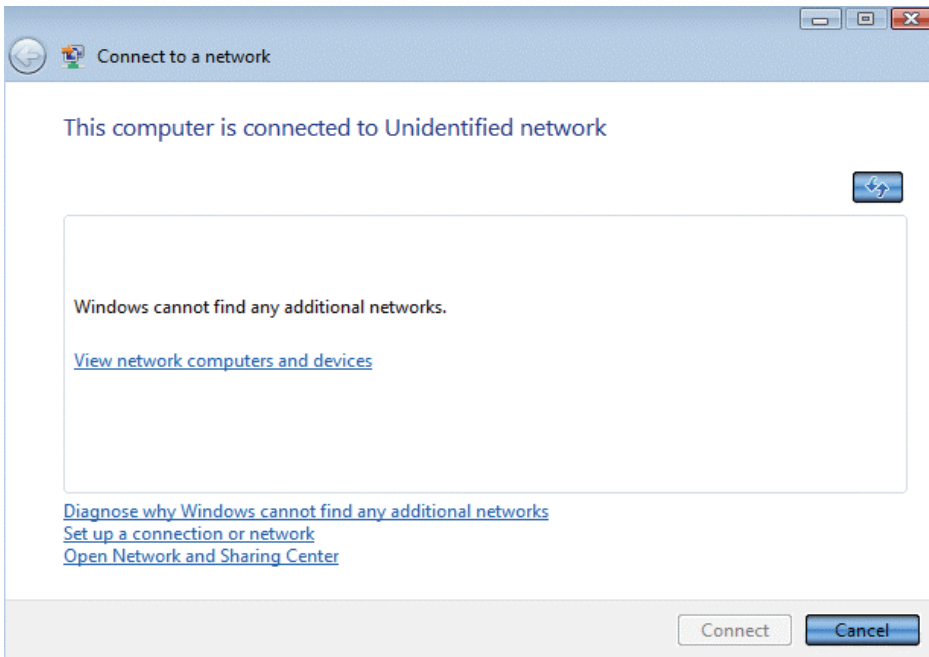 Connect to a network
This computer is connected to Unidentified network
Windows cannot find any additional networks.
View network computers and devices
Diagnose why Windows cannot find any additional networks
Set up a connection or network
Open Network and Sharing Center
Connect
Cancel